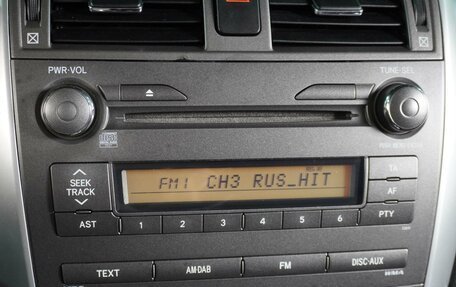 PWR·VOL
TUNE·SEL
FM1 CH3 RUS_HIT
SEEK
TRACK
TA
AF
AST 1 2 3 4 5 6 PTY
TEXT AM·DAB FM DISC·AUX
WMA